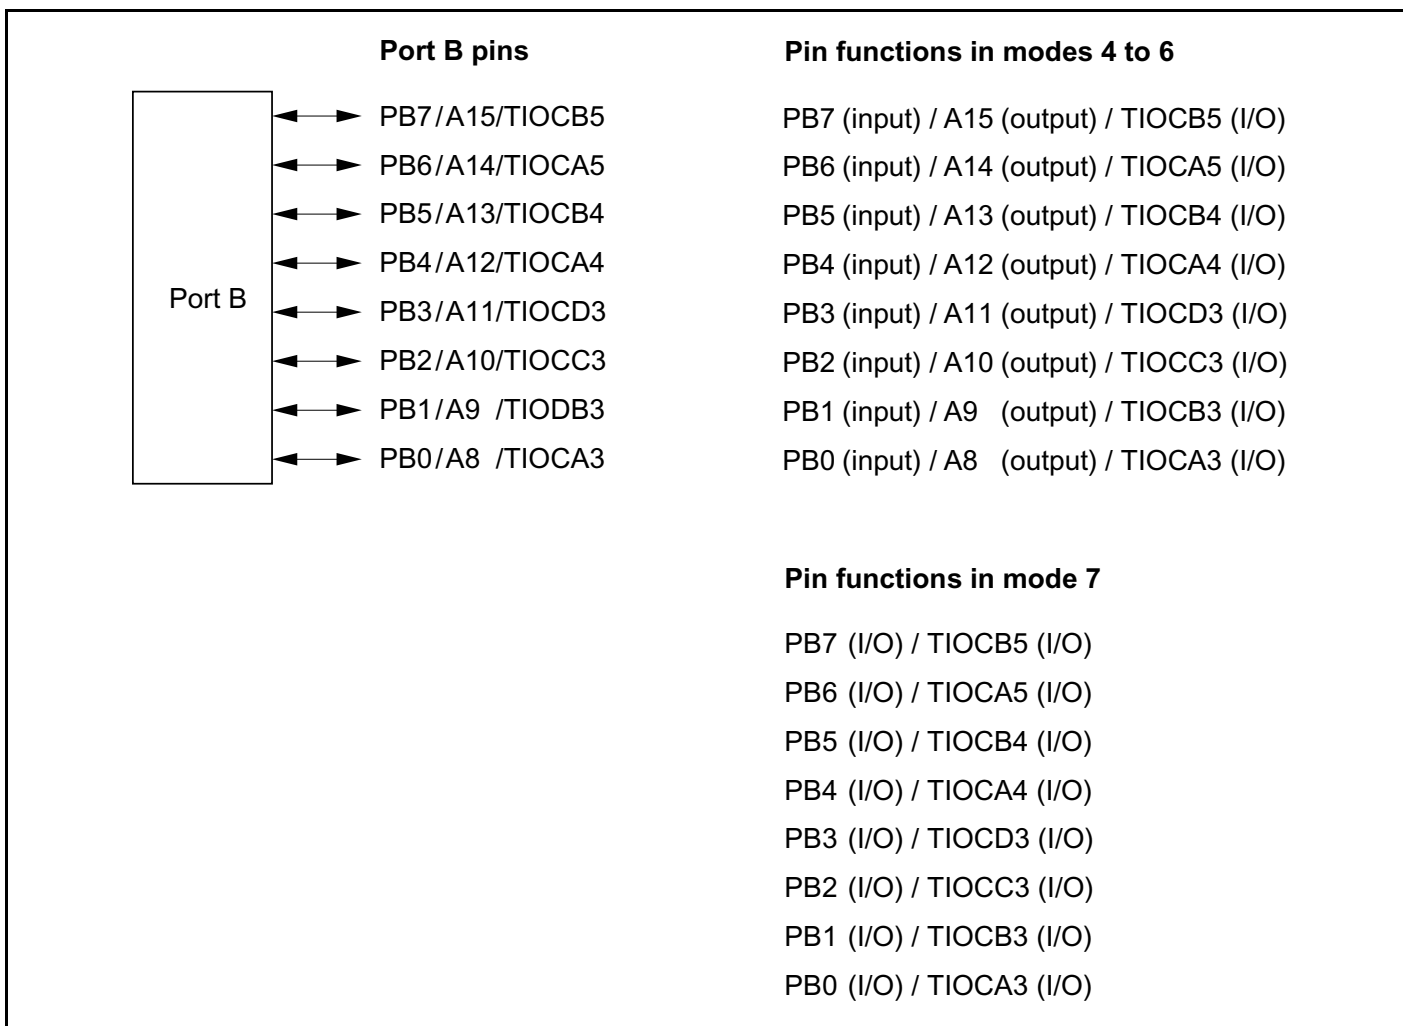 Port B pins
PB7/A15/TIOCB5
PB6/A14/TIOCA5
PB5/A13/TIOCB4
PB4/A12/TIOCA4
PB3/A11/TIOCD3
PB2/A10/TIOCC3
PB1/A9 /TIODB3
PB0/A8 /TIOCA3
Port B
Pin functions in modes 4 to 6
PB7 (input) / A15 (output) / TIOCB5 (I/O)
PB6 (input) / A14 (output) / TIOCA5 (I/O)
PB5 (input) / A13 (output) / TIOCB4 (I/O)
PB4 (input) / A12 (output) / TIOCA4 (I/O)
PB3 (input) / A11 (output) / TIOCD3 (I/O)
PB2 (input) / A10 (output) / TIOCC3 (I/O)
PB1 (input) / A9 (output) / TIOCB3 (I/O)
PB0 (input) / A8 (output) / TIOCA3 (I/O)
Pin functions in mode 7
PB7 (I/O) / TIOCB5 (I/O)
PB6 (I/O) / TIOCA5 (I/O)
PB5 (I/O) / TIOCB4 (I/O)
PB4 (I/O) / TIOCA4 (I/O)
PB3 (I/O) / TIOCD3 (I/O)
PB2 (I/O) / TIOCC3 (I/O)
PB1 (I/O) / TIOCB3 (I/O)
PB0 (I/O) / TIOCA3 (I/O)